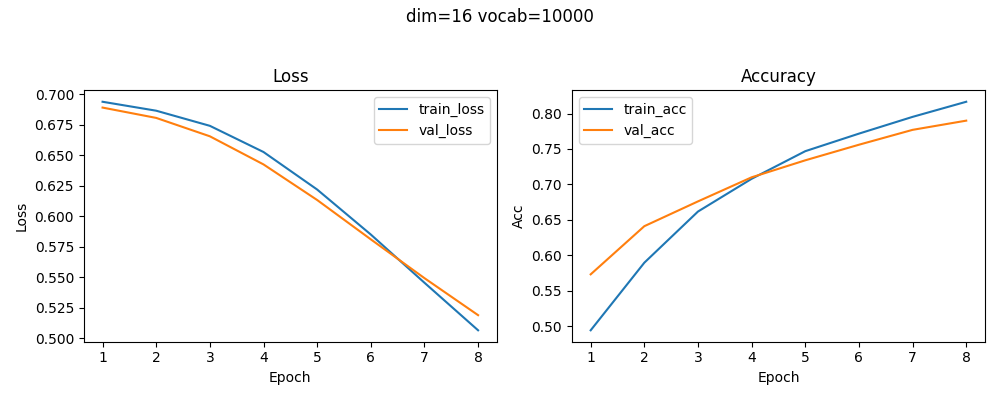 dim=16 vocab=10000
Loss
0.700
0.675
0.650
0.625
0.600
0.575
0.550
0.525
0.500
Loss
train_loss
val_loss
1 2 3 4 5 6 7 8
Epoch
Accuracy
0.80
0.75
0.70
0.65
0.60
0.55
0.50
Acc
train_acc
val_acc
1 2 3 4 5 6 7 8
Epoch